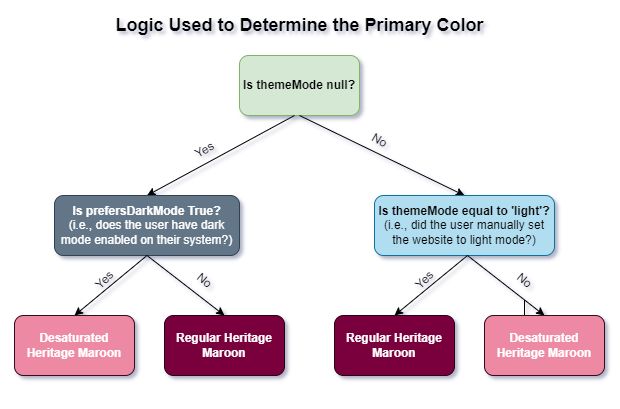 Logic Used to Determine the Primary Color
Is themeMode null?
Yes
No
Is prefersDarkMode True?
(i.e., does the user have dark
mode enabled on their system?)
Is themeMode equal to 'light'?
(i.e., did the user manually set
the website to light mode?)
Yes
No
Yes
No
Desaturated
Heritage Maroon
Regular Heritage
Maroon
Regular Heritage
Maroon
Desaturated
Heritage Maroon